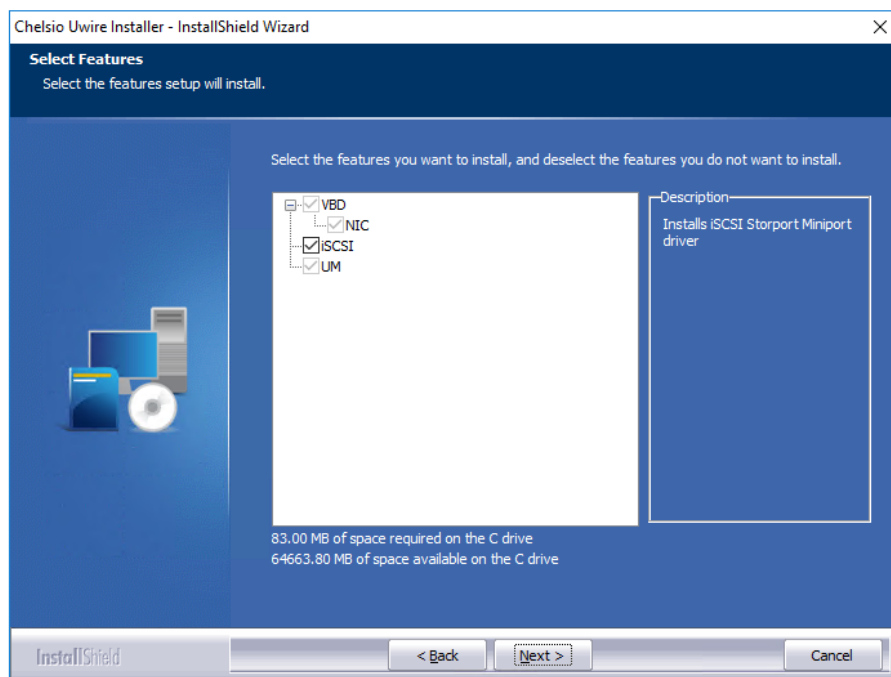 Chelsio Uwire Installer - InstallShield Wizard
Select Features
Select the features setup will install.
Select the features you want to install, and deselect the features you do not want to install.
VBD
NIC
iSCSI
UM
Description
Installs iSCSI Storport Miniport
driver
83.00 MB of space required on the C drive
64663.80 MB of space available on the C drive
InstallShield
< Back
Next >
Cancel